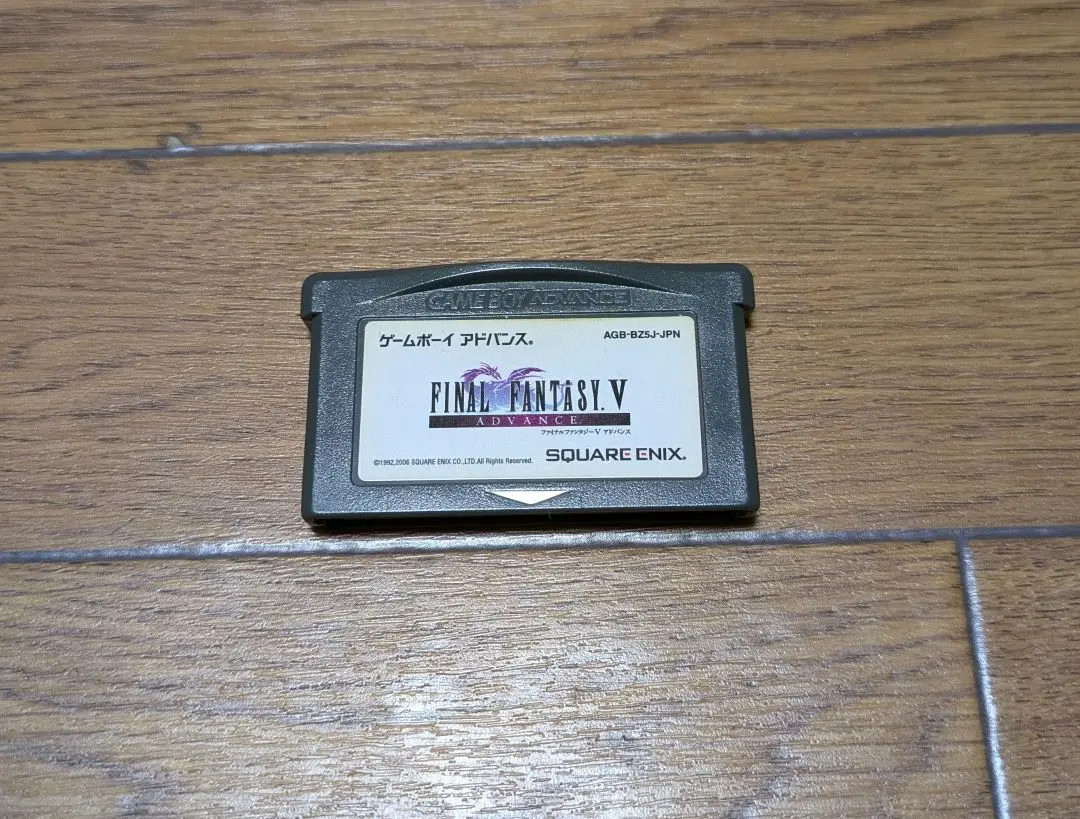 GAME BOY ADVANCE
ゲームボーイ アドバンス®
AGB-BZ5J-JPN
FINAL FANTASY® V
ADVANCE
ファイナルファンタジーV アドバンス
©1992,2006 SQUARE ENIX CO.,LTD.All Rights Reserved.
SQUARE ENIX®